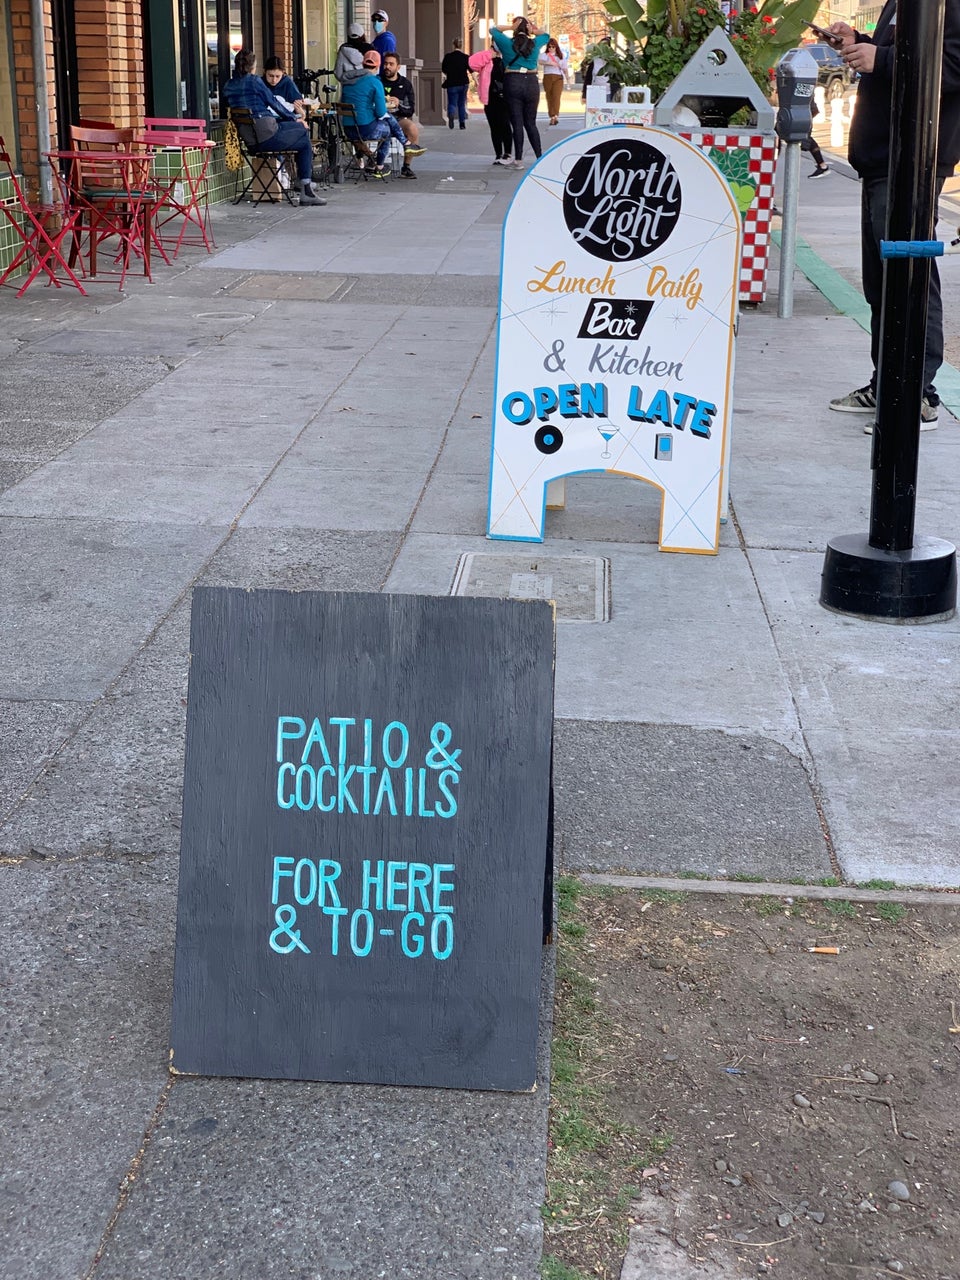 North
Light
Lunch Daily
Bar
& Kitchen
OPEN LATE
PATIO &
COCKTAILS
FOR HERE
& TO-GO